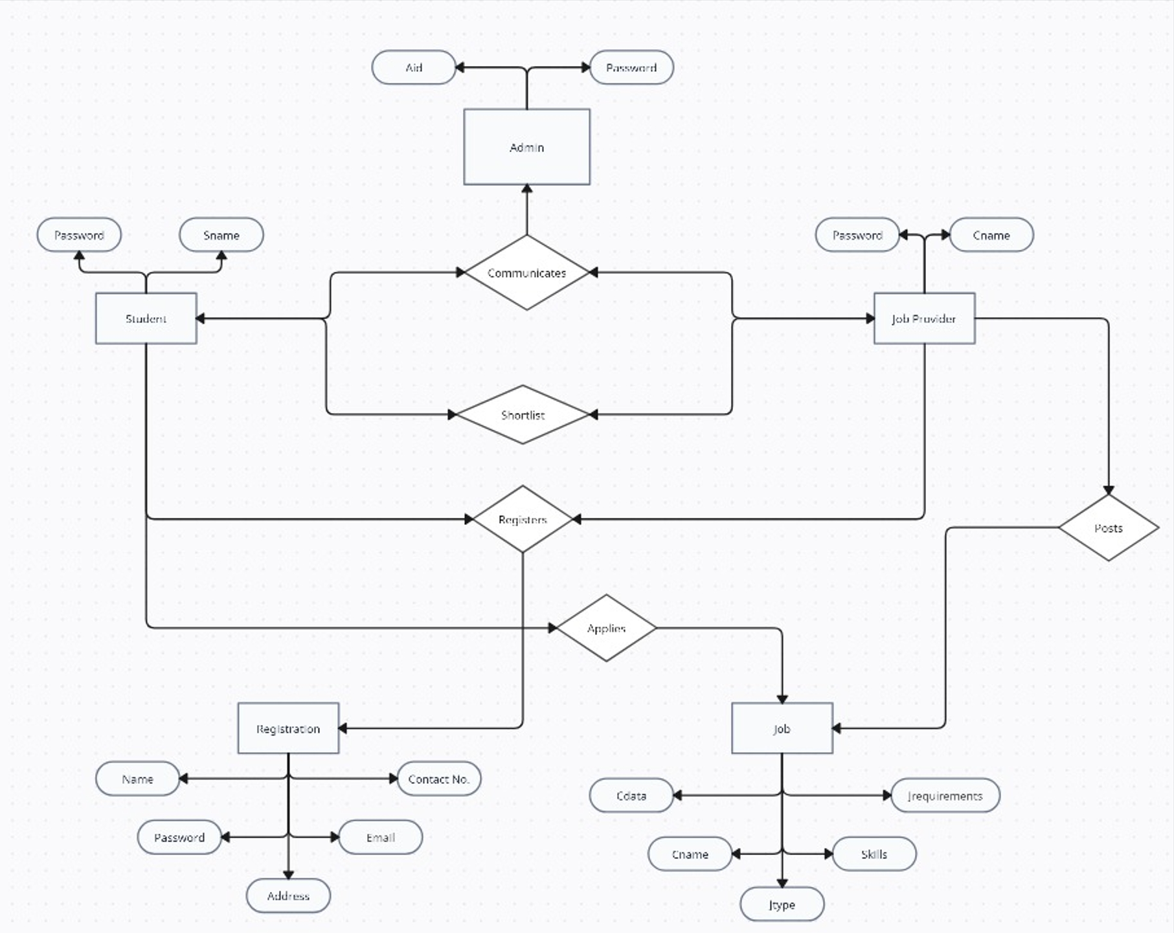 Aid
Password
Admin
Password
Sname
Password
Cname
Communicates
Student
Job Provider
Shortlist
Registers
Posts
Applies
Registration
Job
Name
Contact No.
Cdata
Jrequirements
Password
Email
Cname
Skills
Address
Jtype